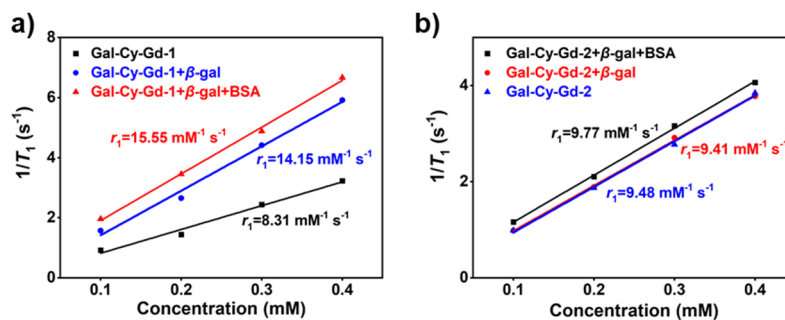 a)
Gal-Cy-Gd-1
Gal-Cy-Gd-1+β-gal
Gal-Cy-Gd-1+β-gal+BSA
r₁=15.55 mM⁻¹ s⁻¹
r₁=14.15 mM⁻¹ s⁻¹
r₁=8.31 mM⁻¹ s⁻¹
1/T₁ (s⁻¹)
8
6
4
2
0
0.1 0.2 0.3 0.4
Concentration (mM)
b)
Gal-Cy-Gd-2+β-gal+BSA
Gal-Cy-Gd-2+β-gal
Gal-Cy-Gd-2
r₁=9.77 mM⁻¹ s⁻¹
r₁=9.41 mM⁻¹ s⁻¹
r₁=9.48 mM⁻¹ s⁻¹
1/T₁ (s⁻¹)
4
2
0
0.1 0.2 0.3 0.4
Concentration (mM)